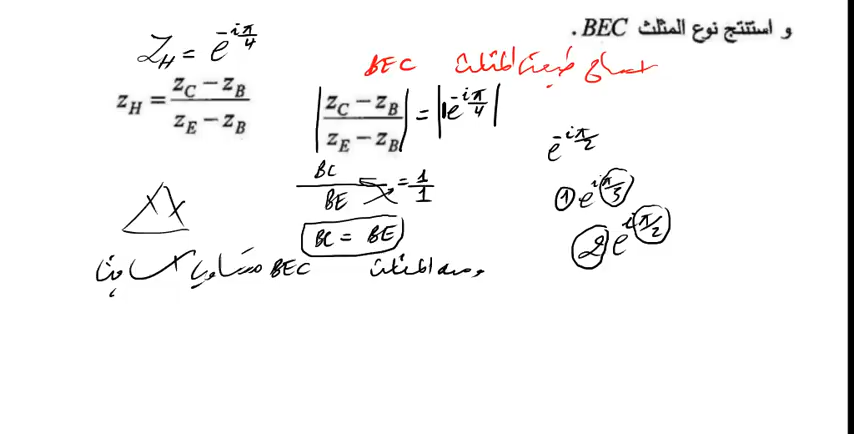 و استنتج نوع المثلث BEC .
Z_H = e^{-iπ/4}
استنتاج طبيعة المثلث BEC
z_H = (z_C − z_B) / (z_E − z_B)
|(z_C − z_B) / (z_E − z_B)| = |1e^{-iπ/4}|
e^{-iπ/2}
BC / BE = 1/1
1 e^{iπ/3}
BC = BE
2 e^{iπ/2}
ومنه المثلث BEC متساوي الساقين